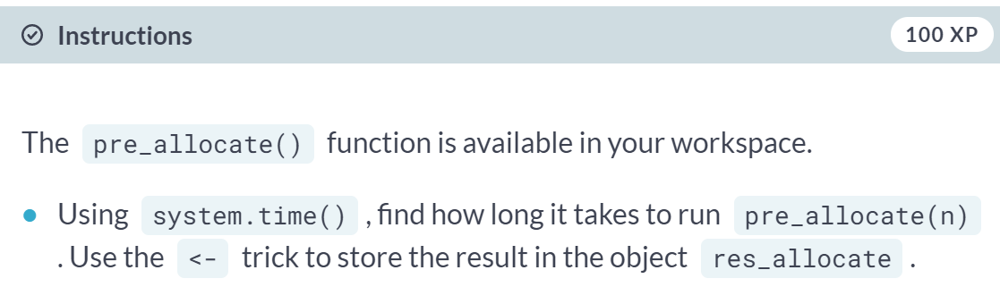 Instructions 100 XP
The pre_allocate() function is available in your workspace.
Using system.time() , find how long it takes to run pre_allocate(n)
. Use the <- trick to store the result in the object res_allocate .